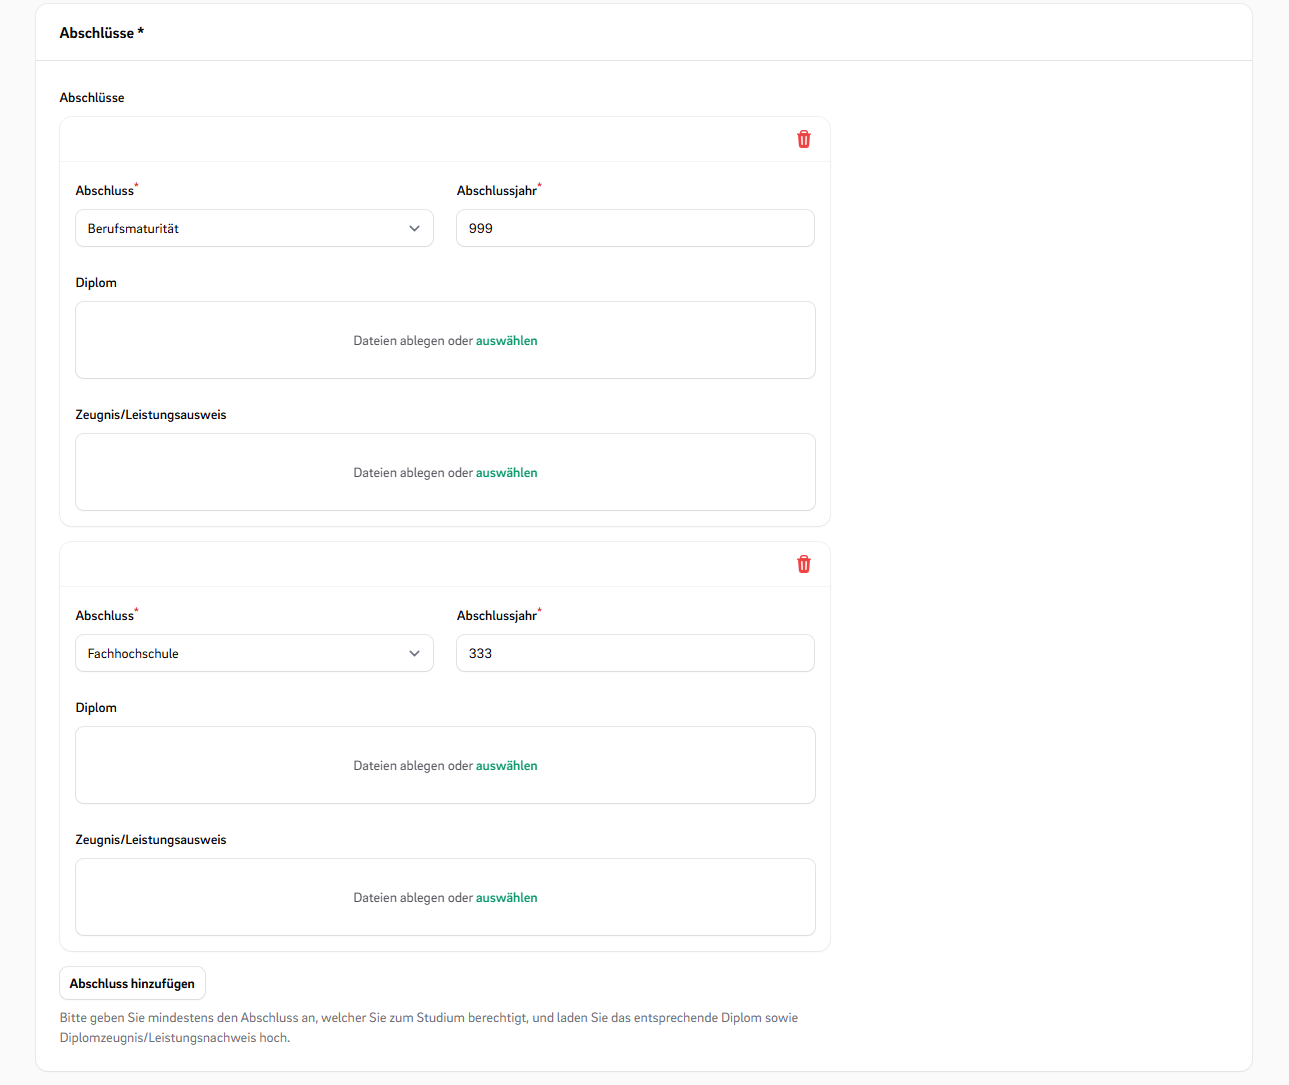 Abschlüsse *
Abschlüsse
Abschluss* Abschlussjahr*
Berufsmaturität 999
Diplom
Dateien ablegen oder auswählen
Zeugnis/Leistungsausweis
Dateien ablegen oder auswählen
Abschluss* Abschlussjahr*
Fachhochschule 333
Diplom
Dateien ablegen oder auswählen
Zeugnis/Leistungsausweis
Dateien ablegen oder auswählen
Abschluss hinzufügen
Bitte geben Sie mindestens den Abschluss an, welcher Sie zum Studium berechtigt, und laden Sie das entsprechende Diplom sowie
Diplomzeugnis/Leistungsnachweis hoch.